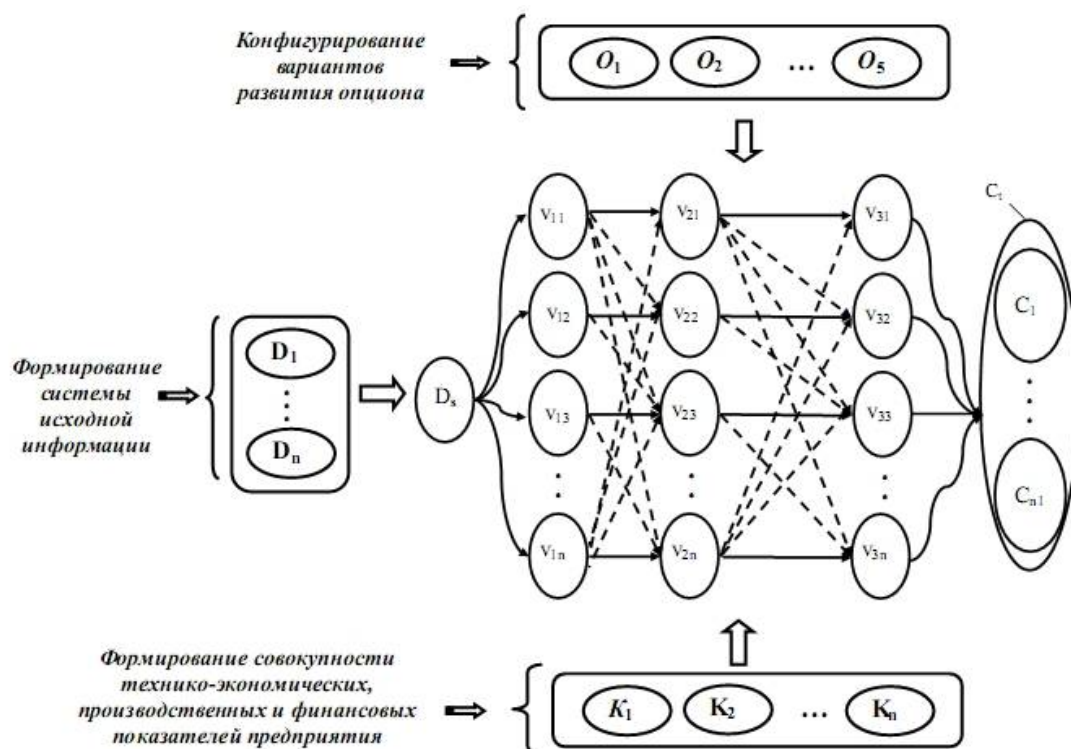 Конфигурирование
вариантов
развития опциона
O1 O2 ... O5
Ct
V11 V21 V31
C1
V12 V22 V32
Формирование
системы
исходной
информации
D1
Dn
Ds
V13 V23 V33
Cn1
V1n V2n V3n
Формирование совокупности
технико-экономических,
производственных и финансовых
показателей предприятия
K1 K2 ... Kn